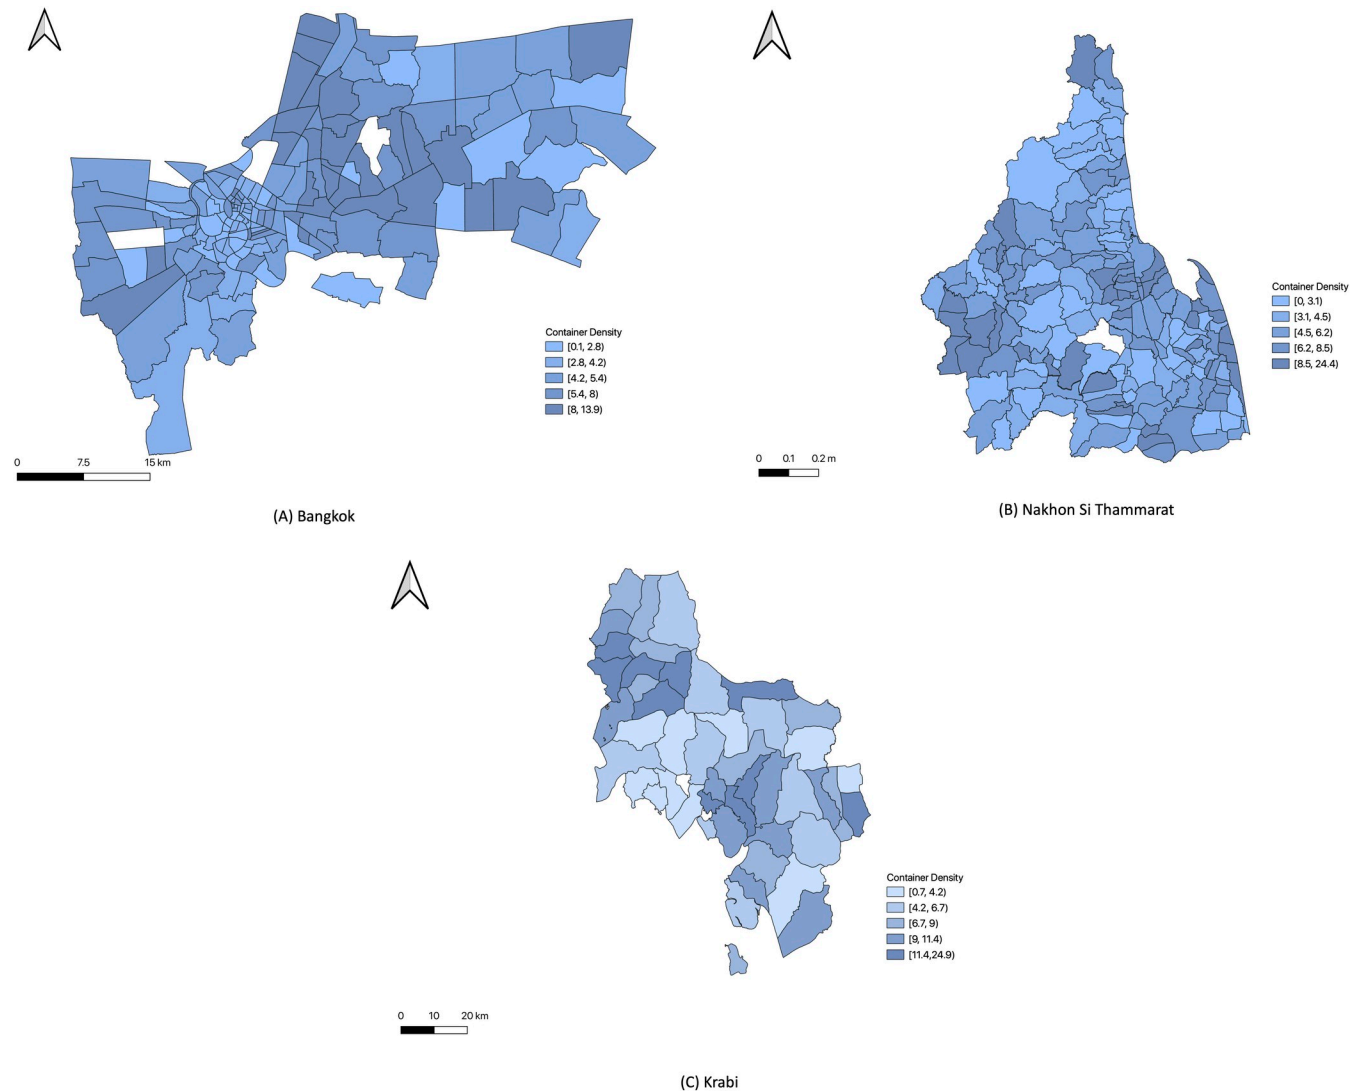 Container Density
[0.1, 2.8)
[2.8, 4.2)
[4.2, 5.4)
[5.4, 8)
[8, 13.9)
0 7.5 15 km
(A) Bangkok
Container Density
[0, 3.1)
[3.1, 4.5)
[4.5, 6.2)
[6.2, 8.5)
[8.5, 24.4)
0 0.1 0.2 m
(B) Nakhon Si Thammarat
Container Density
[0.7, 4.2)
[4.2, 6.7)
[6.7, 9)
[9, 11.4)
[11.4,24.9)
0 10 20 km
(C) Krabi